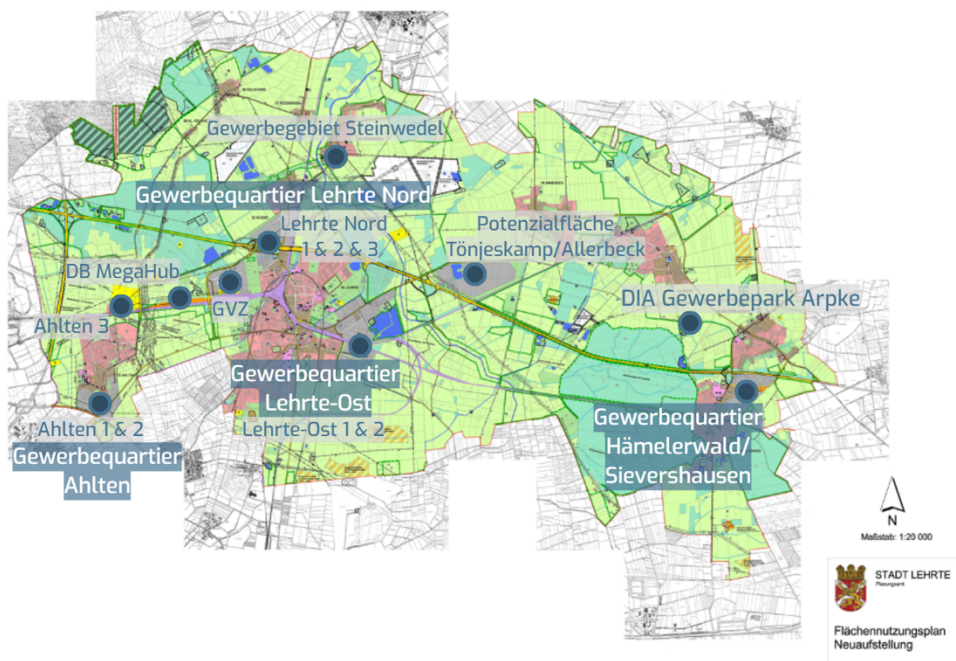 Gewerbegebiet Steinwedel
Gewerbequartier Lehrte Nord
Lehrte Nord
1 & 2 & 3
Potenzialfläche
Tönjeskamp/Allerbeck
DB MegaHub
GVZ
Ahlten 3
DIA Gewerbepark Arpke
Gewerbequartier
Lehrte-Ost
Lehrte-Ost 1 & 2
Ahlten 1 & 2
Gewerbequartier
Ahlten
Gewerbequartier
Hämelerwald/
Sievershausen
N
Maßstab: 1:20 000
STADT LEHRTE
Planungsamt
Flächennutzungsplan
Neuaufstellung